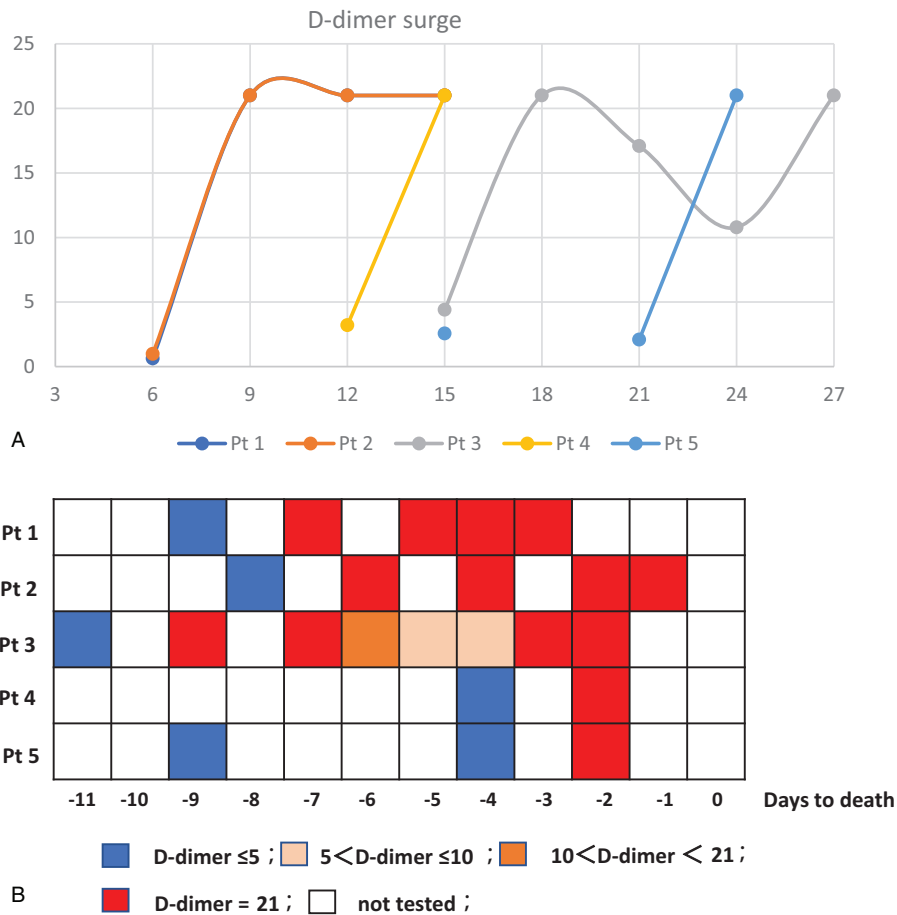 D-dimer surge
25
20
15
10
5
0
3 6 9 12 15 18 21 24 27
A
Pt 1 Pt 2 Pt 3 Pt 4 Pt 5
Pt 1
Pt 2
Pt 3
Pt 4
Pt 5
-11 -10 -9 -8 -7 -6 -5 -4 -3 -2 -1 0 Days to death
D-dimer ≤5 ; 5<D-dimer ≤10 ; 10<D-dimer < 21 ;
B
D-dimer = 21 ; not tested ;